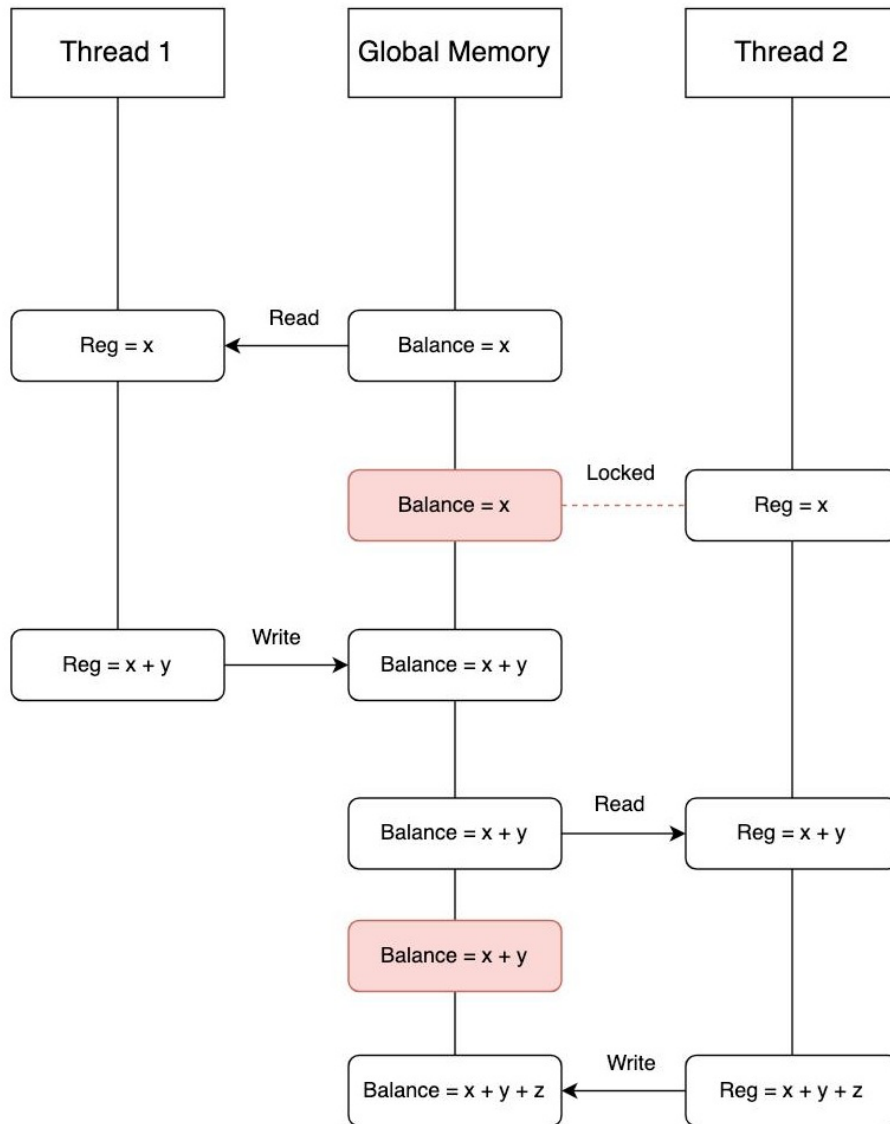 Thread 1
Global Memory
Thread 2
Read
Reg = x
Balance = x
Locked
Balance = x
Reg = x
Write
Reg = x + y
Balance = x + y
Read
Balance = x + y
Reg = x + y
Balance = x + y
Write
Balance = x + y + z
Reg = x + y + z